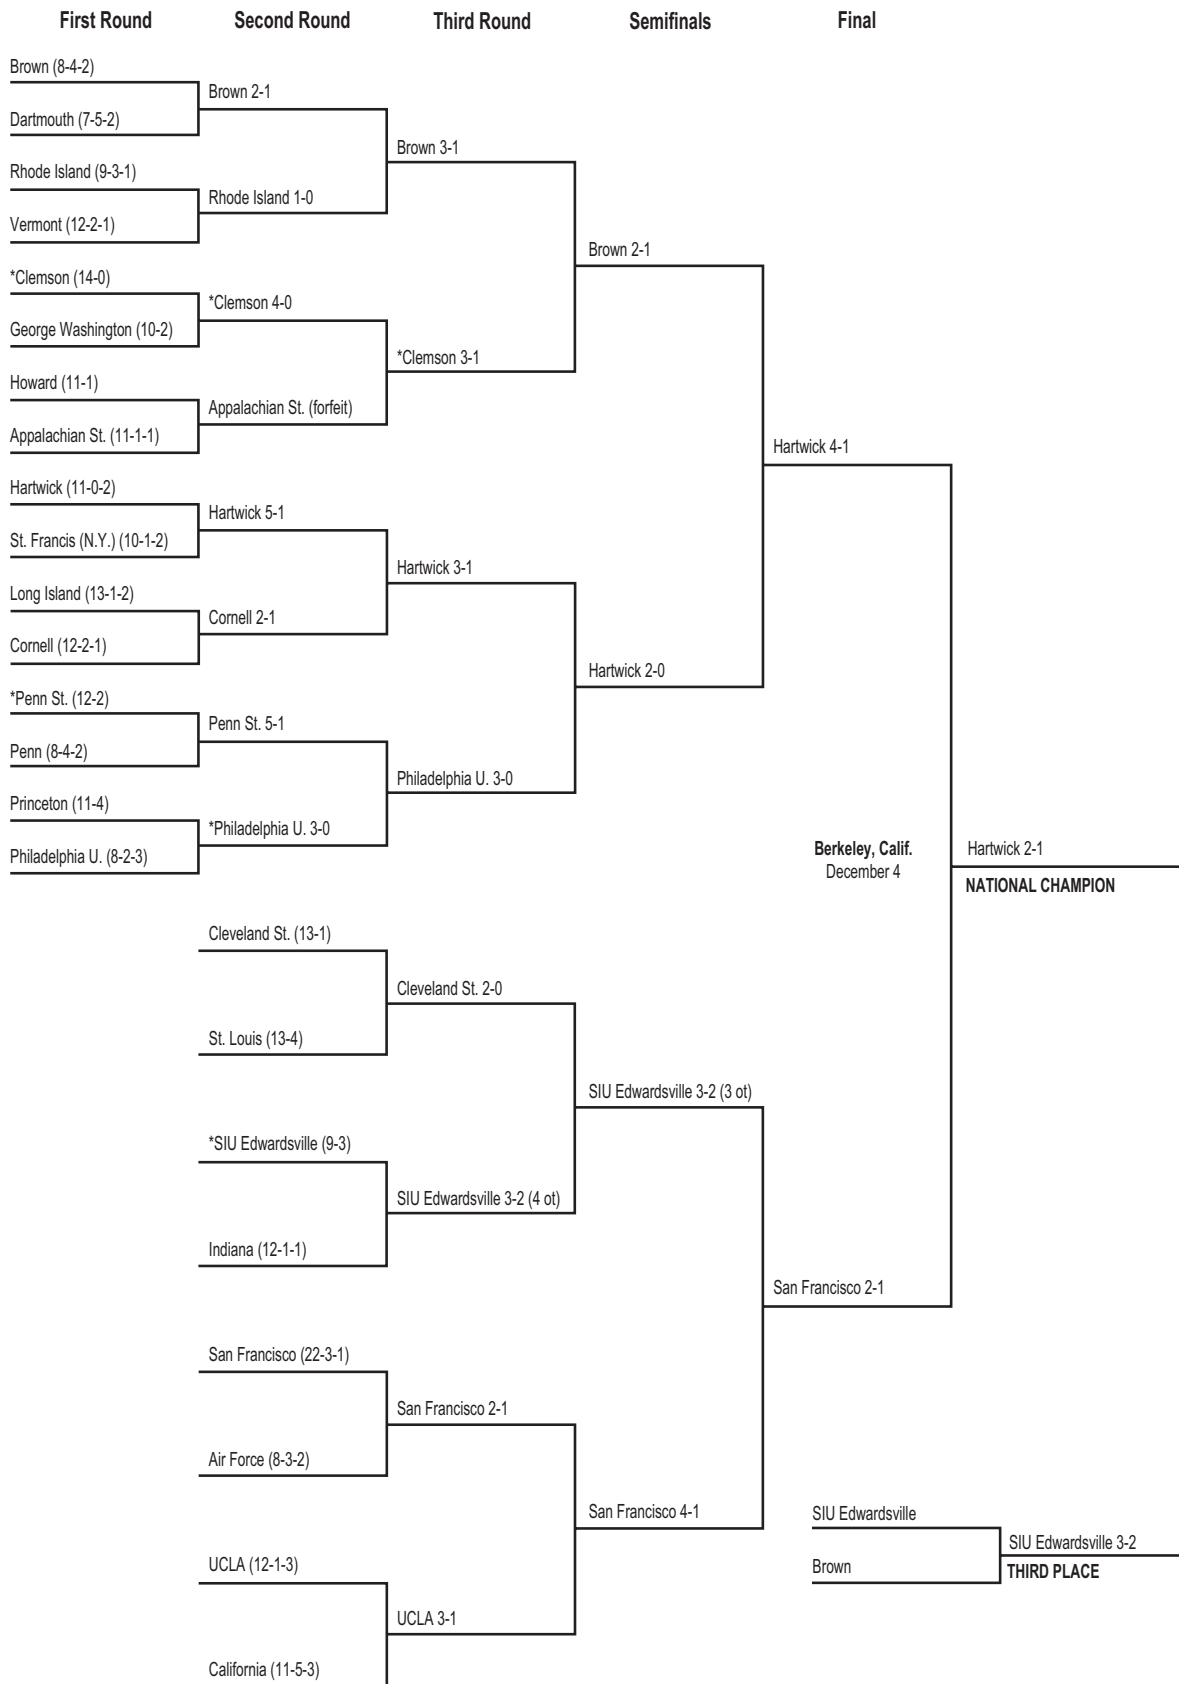 First Round
Second Round
Third Round
Semifinals
Final
Brown (8-4-2)
Dartmouth (7-5-2)
Rhode Island (9-3-1)
Vermont (12-2-1)
*Clemson (14-0)
George Washington (10-2)
Howard (11-1)
Appalachian St. (11-1-1)
Hartwick (11-0-2)
St. Francis (N.Y.) (10-1-2)
Long Island (13-1-2)
Cornell (12-2-1)
*Penn St. (12-2)
Penn (8-4-2)
Princeton (11-4)
Philadelphia U. (8-2-3)
Brown 2-1
Rhode Island 1-0
*Clemson 4-0
Appalachian St. (forfeit)
Hartwick 5-1
Cornell 2-1
Penn St. 5-1
*Philadelphia U. 3-0
Cleveland St. (13-1)
St. Louis (13-4)
*SIU Edwardsville (9-3)
Indiana (12-1-1)
San Francisco (22-3-1)
Air Force (8-3-2)
UCLA (12-1-3)
California (11-5-3)
Brown 3-1
*Clemson 3-1
Hartwick 3-1
Philadelphia U. 3-0
Cleveland St. 2-0
SIU Edwardsville 3-2 (4 ot)
San Francisco 2-1
UCLA 3-1
Brown 2-1
Hartwick 2-0
SIU Edwardsville 3-2 (3 ot)
San Francisco 4-1
Hartwick 4-1
San Francisco 2-1
Berkeley, Calif.
December 4
Hartwick 2-1
NATIONAL CHAMPION
SIU Edwardsville
Brown
SIU Edwardsville 3-2
THIRD PLACE